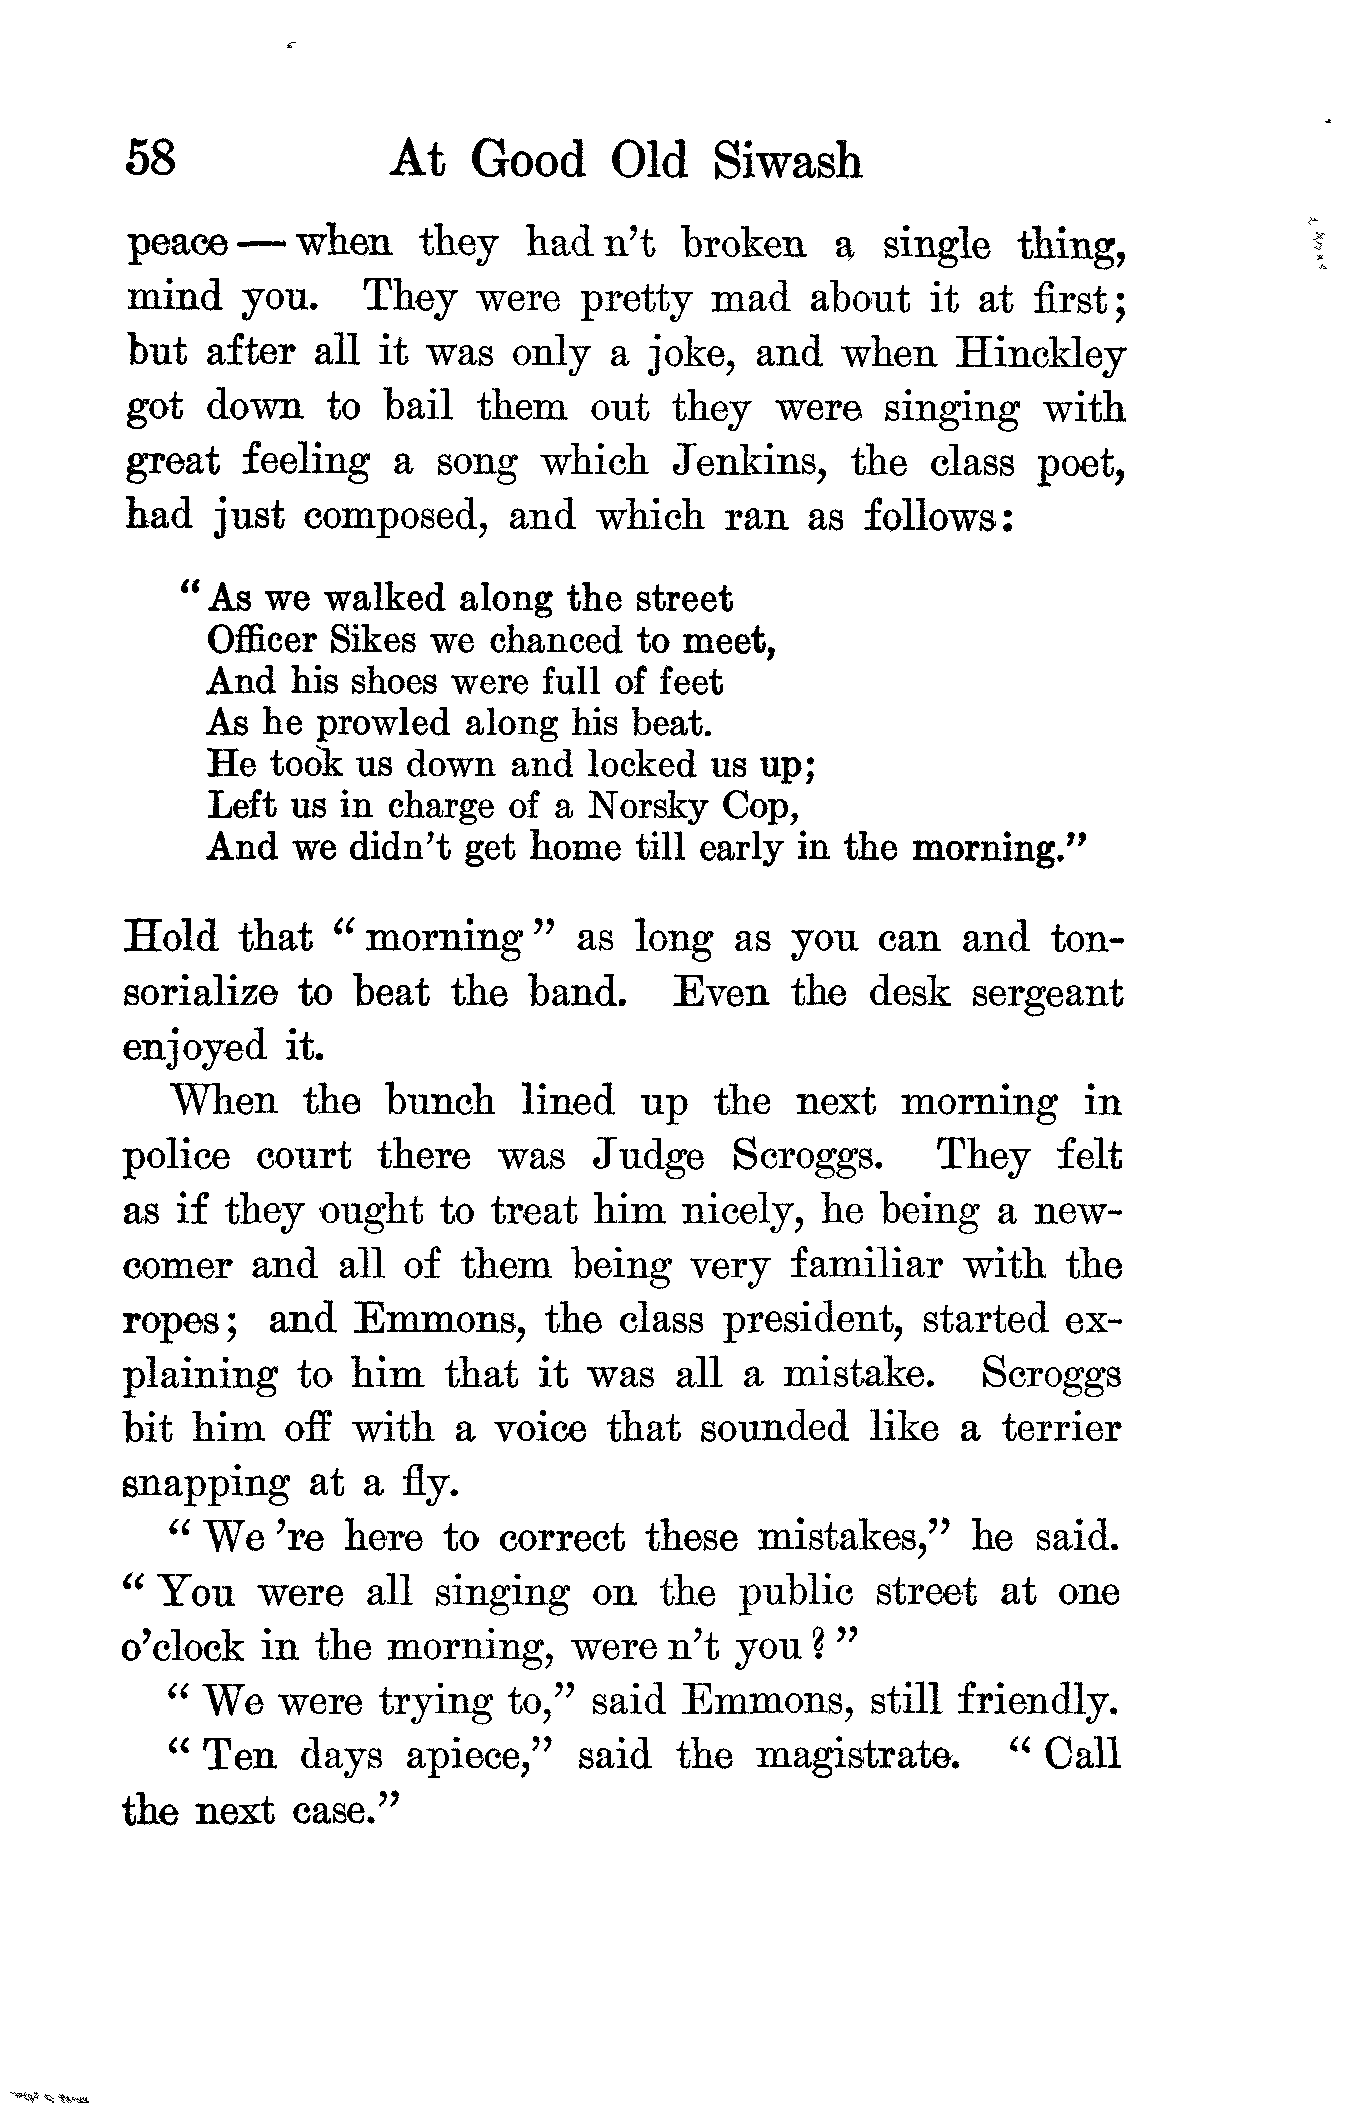 58 At Good Old Siwash
peace — when they had n't broken a single thing,
mind you. They were pretty mad about it at first;
but after all it was only a joke, and when Hinckley
got down to bail them out they were singing with
great feeling a song which Jenkins, the class poet,
had just composed, and which ran as follows:
“As we walked along the street
Officer Sikes we chanced to meet,
And his shoes were full of feet
As he prowled along his beat.
He took us down and locked us up;
Left us in charge of a Norsky Cop,
And we didn't get home till early in the morning.”
Hold that “morning” as long as you can and ton-
sorialize to beat the band. Even the desk sergeant
enjoyed it.
When the bunch lined up the next morning in
police court there was Judge Scroggs. They felt
as if they ought to treat him nicely, he being a new-
comer and all of them being very familiar with the
ropes; and Emmons, the class president, started ex-
plaining to him that it was all a mistake. Scroggs
bit him off with a voice that sounded like a terrier
snapping at a fly.
“We 're here to correct these mistakes,” he said.
“You were all singing on the public street at one
o'clock in the morning, were n't you?”
“We were trying to,” said Emmons, still friendly.
“Ten days apiece,” said the magistrate. “Call
the next case.”